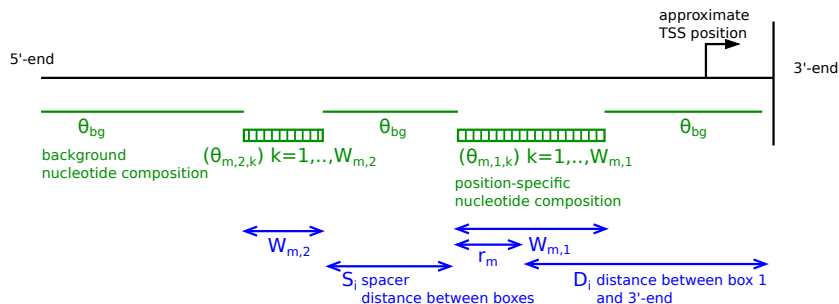 approximate
TSS position
5'-end
3'-end
θbg
θbg
θbg
background
nucleotide composition
(θm,2,k) k=1,..,Wm,2
(θm,1,k) k=1,..,Wm,1
position-specific
nucleotide composition
Wm,2
Wm,1
rm
Si spacer
distance between boxes
Di distance between box 1
and 3'-end